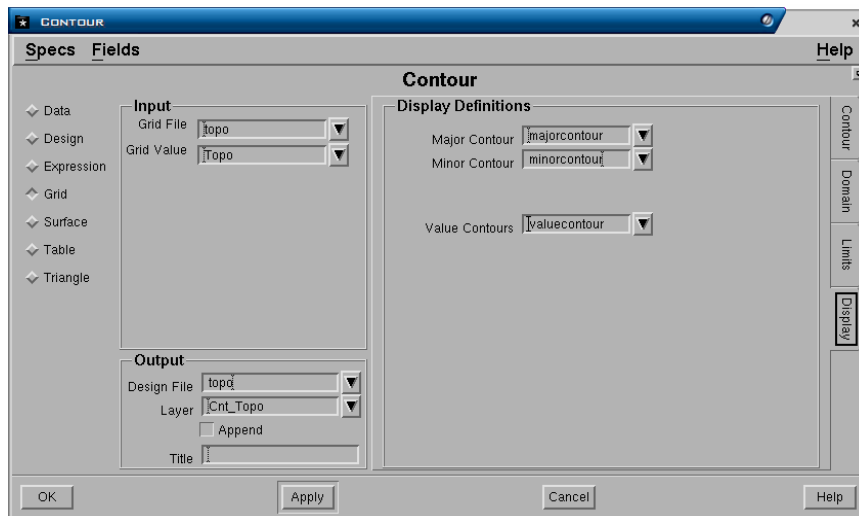 CONTOUR
Specs Fields Help
Contour
Data
Design
Expression
Grid
Surface
Table
Triangle
Input
Grid File topo
Grid Value Topo
Output
Design File topo
Layer Cnt_Topo
Append
Title
Display Definitions
Major Contour majorcontour
Minor Contour minorcontour
Value Contours valuecontour
Contour
Domain
Limits
Display
OK Apply Cancel Help